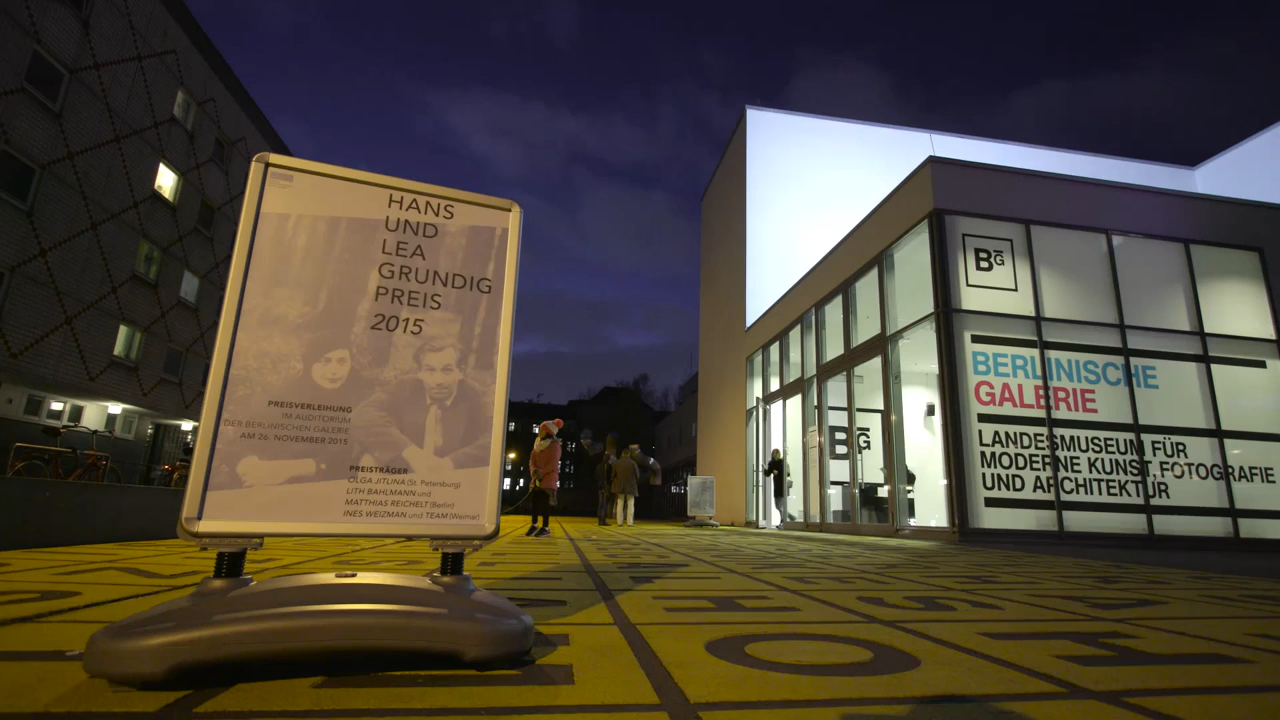 HANS
UND
LEA
GRUNDIG
PREIS
2015
PREISVERLEIHUNG
IM AUDITORIUM
DER BERLINISCHEN GALERIE
AM 26. NOVEMBER 2015
PREISTRÄGER
OLGA JITLINA (St. Petersburg)
LITH BAHLMANN und
MATTHIAS REICHELT (Berlin)
INES WEIZMAN und TEAM (Weimar)
BG
BERLINISCHE
GALERIE
LANDESMUSEUM FÜR
MODERNE KUNST, FOTOGRAFIE
UND ARCHITEKTUR
BG
H S
O H